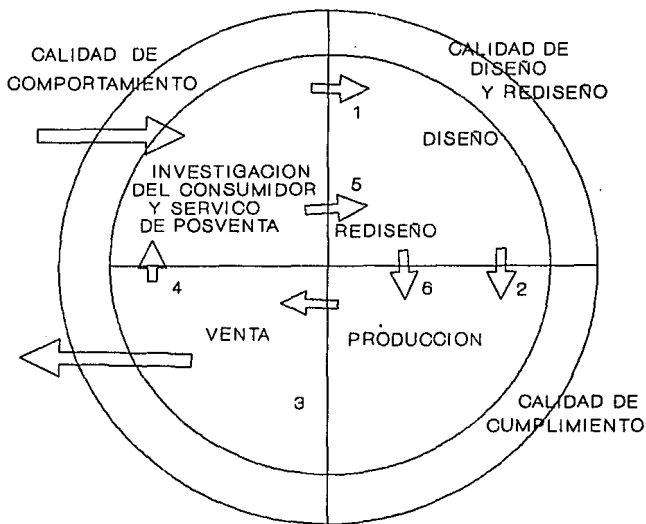 CALIDAD DE
COMPORTAMIENTO
CALIDAD DE
DISEÑO
Y REDISEÑO
1
DISEÑO
INVESTIGACION
DEL CONSUMIDOR
Y SERVICO
DE POSVENTA
5
REDISEÑO
4
6
2
VENTA
PRODUCCION
3
CALIDAD DE
CUMPLIMIENTO